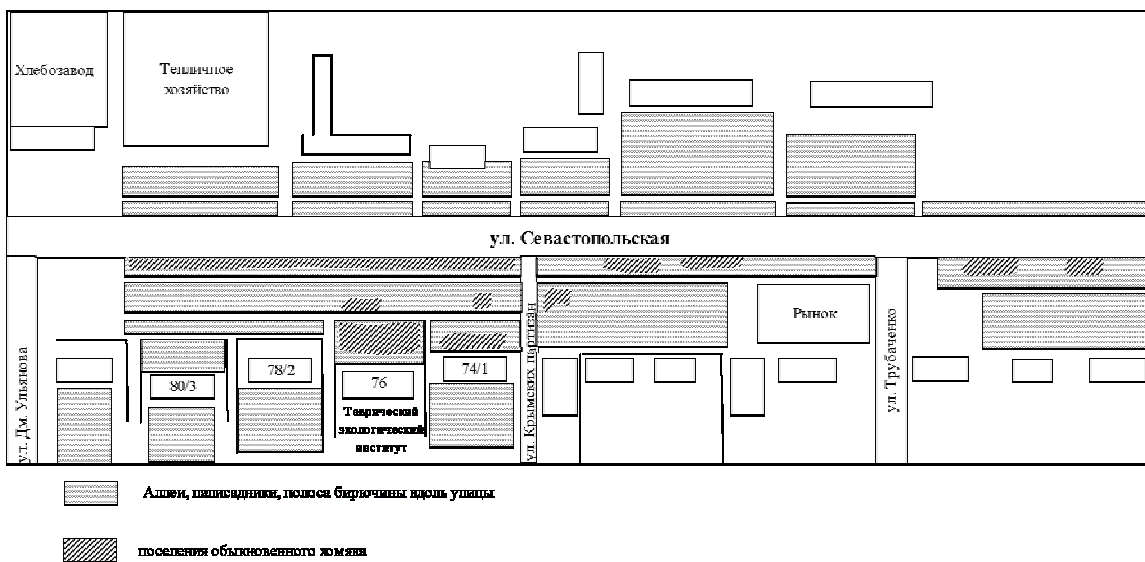 Хлебозавод
Тепличное
хозяйство
ул. Севастопольская
ул. Дм. Ульянова
ул. Крымских партизан
Рынок
ул. Трубаченко
80/3
78/2
76
74/1
Таврический
экологический
институт
Аллеи, палисадники, полоса бирючины вдоль улицы
поселения обыкновенного хомяка